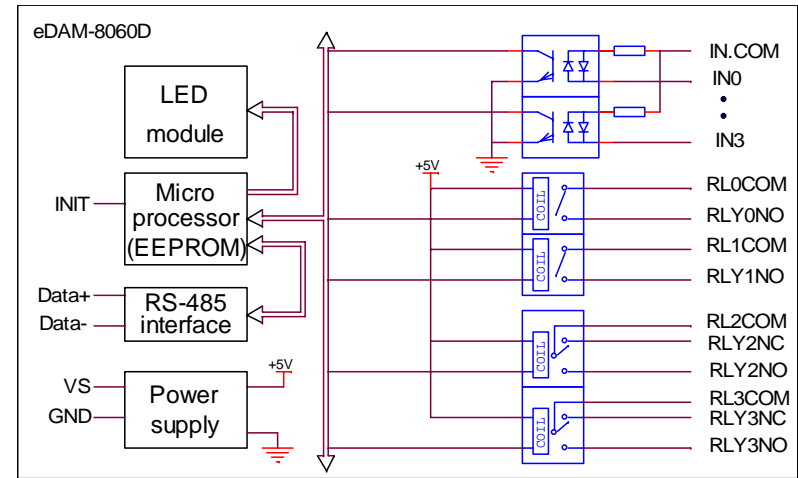 eDAM-8060D
LED
module
INIT
Micro
processor
(EEPROM)
Data+
Data-
RS-485
interface
VS
GND
Power
supply
+5V
+5V
IN.COM
IN0
IN3
COIL
RL0COM
RLY0NO
COIL
RL1COM
RLY1NO
COIL
RL2COM
RLY2NC
RLY2NO
COIL
RL3COM
RLY3NC
RLY3NO